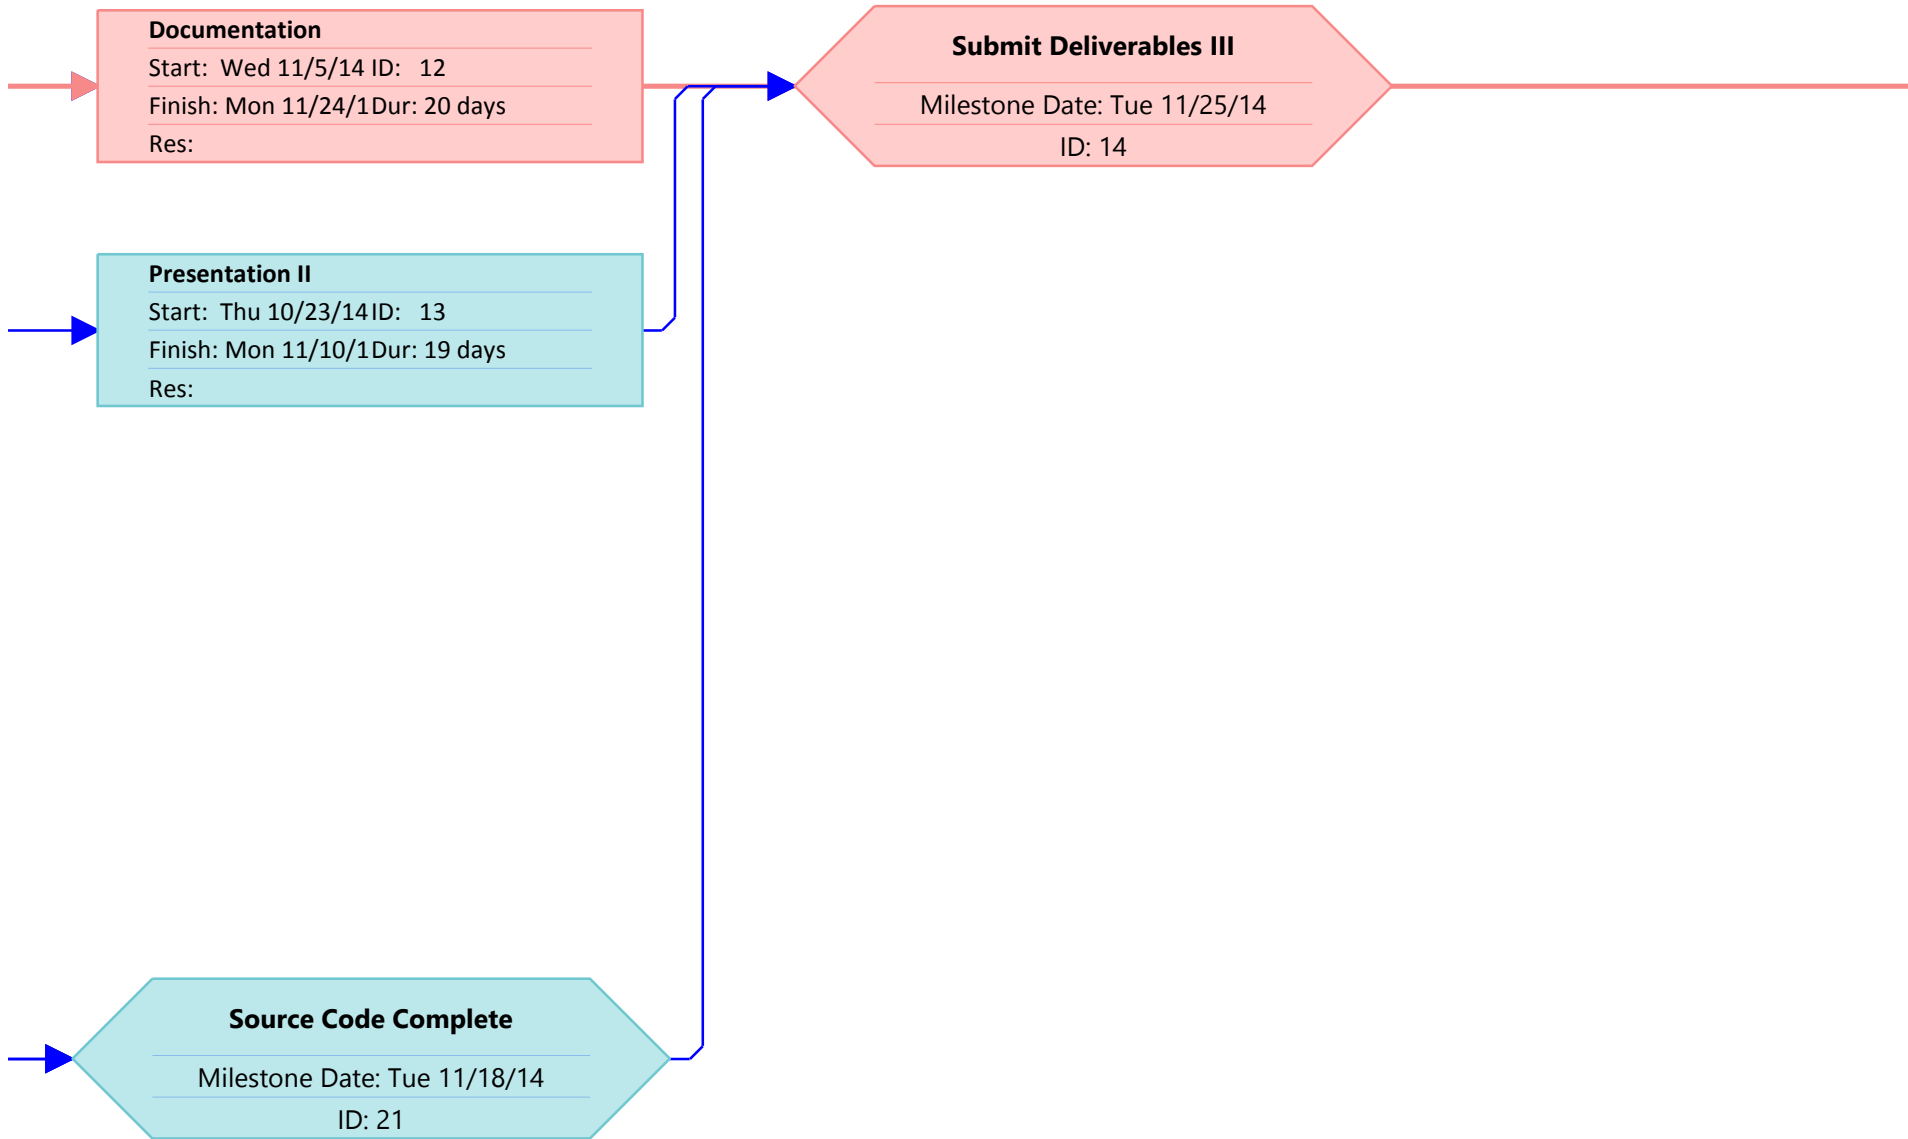 Documentation
Start: Wed 11/5/14 ID: 12
Finish: Mon 11/24/1 Dur: 20 days
Res:
Submit Deliverables III
Milestone Date: Tue 11/25/14
ID: 14
Presentation II
Start: Thu 10/23/14 ID: 13
Finish: Mon 11/10/1 Dur: 19 days
Res:
Source Code Complete
Milestone Date: Tue 11/18/14
ID: 21